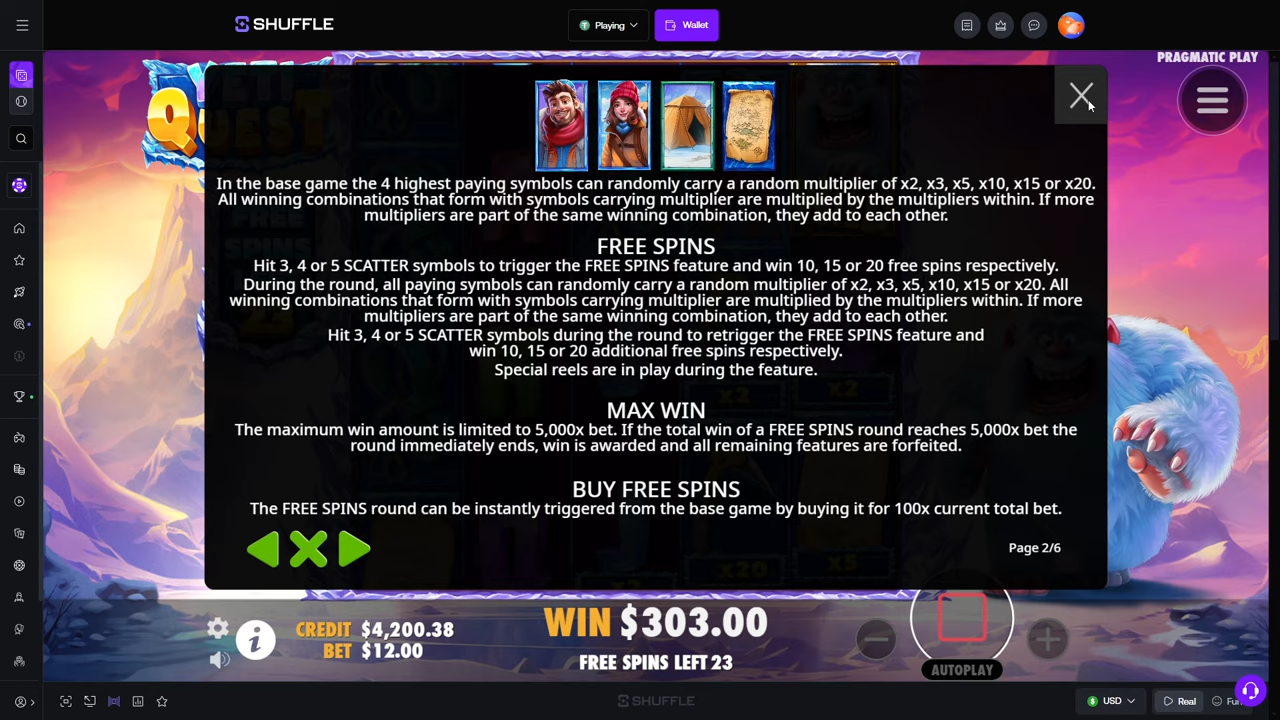 SHUFFLE
Playing
Wallet
PRAGMATIC PLAY
QUEST
In the base game the 4 highest paying symbols can randomly carry a random multiplier of x2, x3, x5, x10, x15 or x20.
All winning combinations that form with symbols carrying multiplier are multiplied by the multipliers within. If more
multipliers are part of the same winning combination, they add to each other.
FREE SPINS
Hit 3, 4 or 5 SCATTER symbols to trigger the FREE SPINS feature and win 10, 15 or 20 free spins respectively.
During the round, all paying symbols can randomly carry a random multiplier of x2, x3, x5, x10, x15 or x20. All
winning combinations that form with symbols carrying multiplier are multiplied by the multipliers within. If more
multipliers are part of the same winning combination, they add to each other.
Hit 3, 4 or 5 SCATTER symbols during the round to retrigger the FREE SPINS feature and
win 10, 15 or 20 additional free spins respectively.
Special reels are in play during the feature.
MAX WIN
The maximum win amount is limited to 5,000x bet. If the total win of a FREE SPINS round reaches 5,000x bet the
round immediately ends, win is awarded and all remaining features are forfeited.
BUY FREE SPINS
The FREE SPINS round can be instantly triggered from the base game by buying it for 100x current total bet.
Page 2/6
x20
x5
CREDIT $4,200.38
BET $12.00
WIN $303.00
FREE SPINS LEFT 23
AUTOPLAY
SHUFFLE
USD
Real